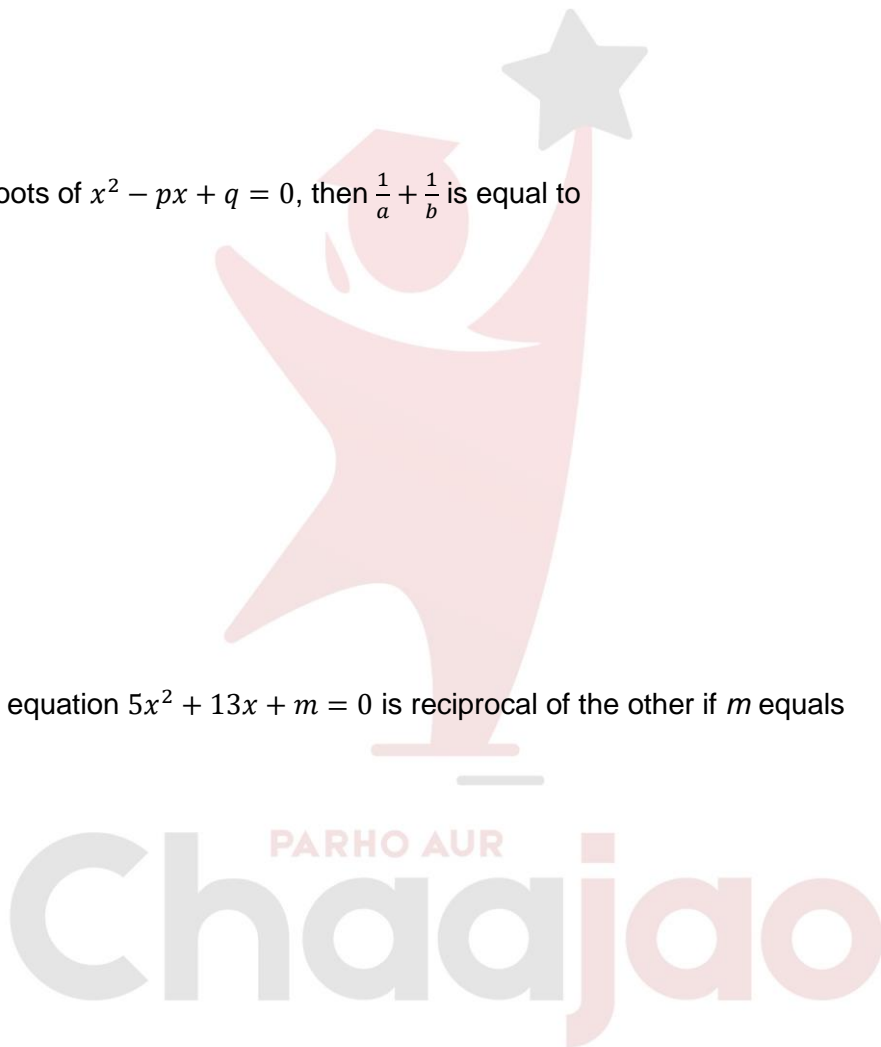 oots of 𝑥² − 𝑝𝑥 + 𝑞 = 0, then 1/𝑎 + 1/𝑏 is equal to
equation 5𝑥² + 13𝑥 + 𝑚 = 0 is reciprocal of the other if m equals
PARHO AUR
Chaajao